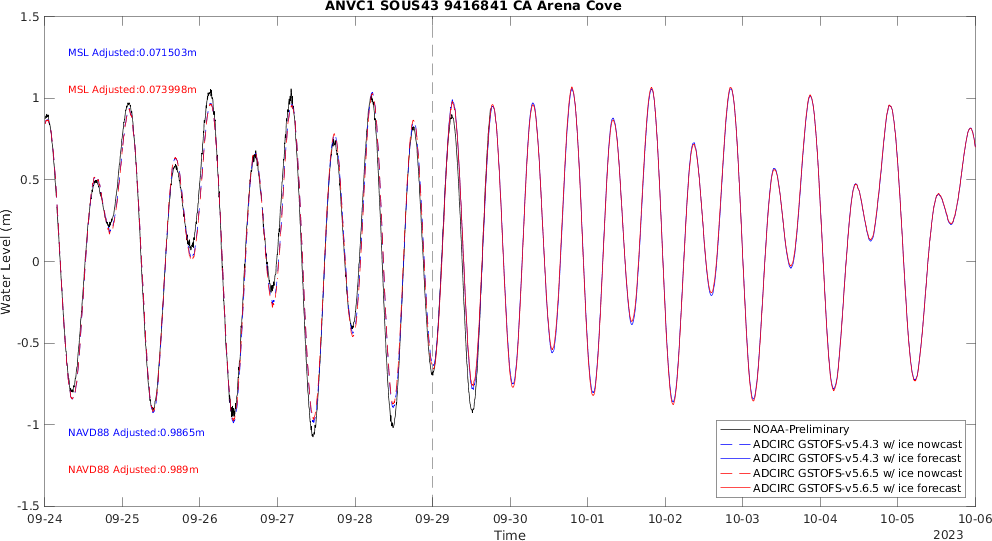 ANVC1 SOUS43 9416841 CA Arena Cove
1.5
1
0.5
0
-0.5
-1
-1.5
Water Level (m)
MSL Adjusted:0.071503m
MSL Adjusted:0.073998m
NAVD88 Adjusted:0.9865m
NAVD88 Adjusted:0.989m
NOAA-Preliminary
ADCIRC GSTOFS-v5.4.3 w/ ice nowcast
ADCIRC GSTOFS-v5.4.3 w/ ice forecast
ADCIRC GSTOFS-v5.6.5 w/ ice nowcast
ADCIRC GSTOFS-v5.6.5 w/ ice forecast
09-24 09-25 09-26 09-27 09-28 09-29 09-30 10-01 10-02 10-03 10-04 10-05 10-06
Time
2023